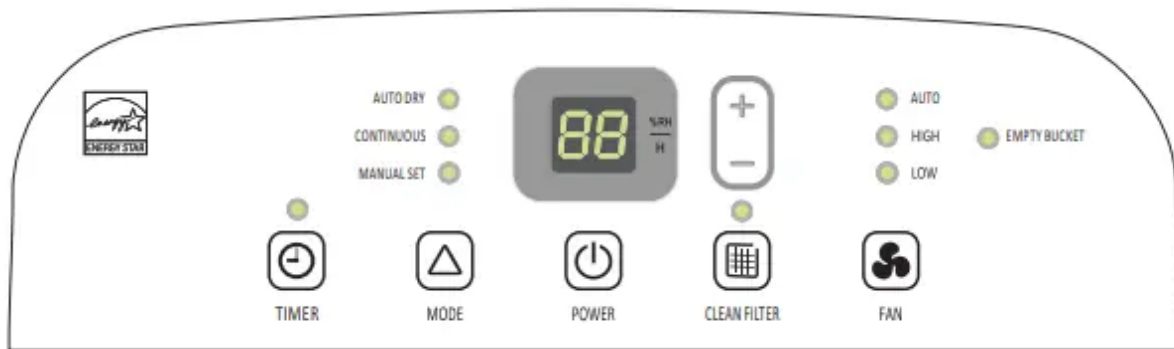 energy
ENERGY STAR
AUTO DRY
CONTINUOUS
MANUAL SET
88
%RH
H
+
−
AUTO
HIGH
LOW
EMPTY BUCKET
TIMER
MODE
POWER
CLEAN FILTER
FAN